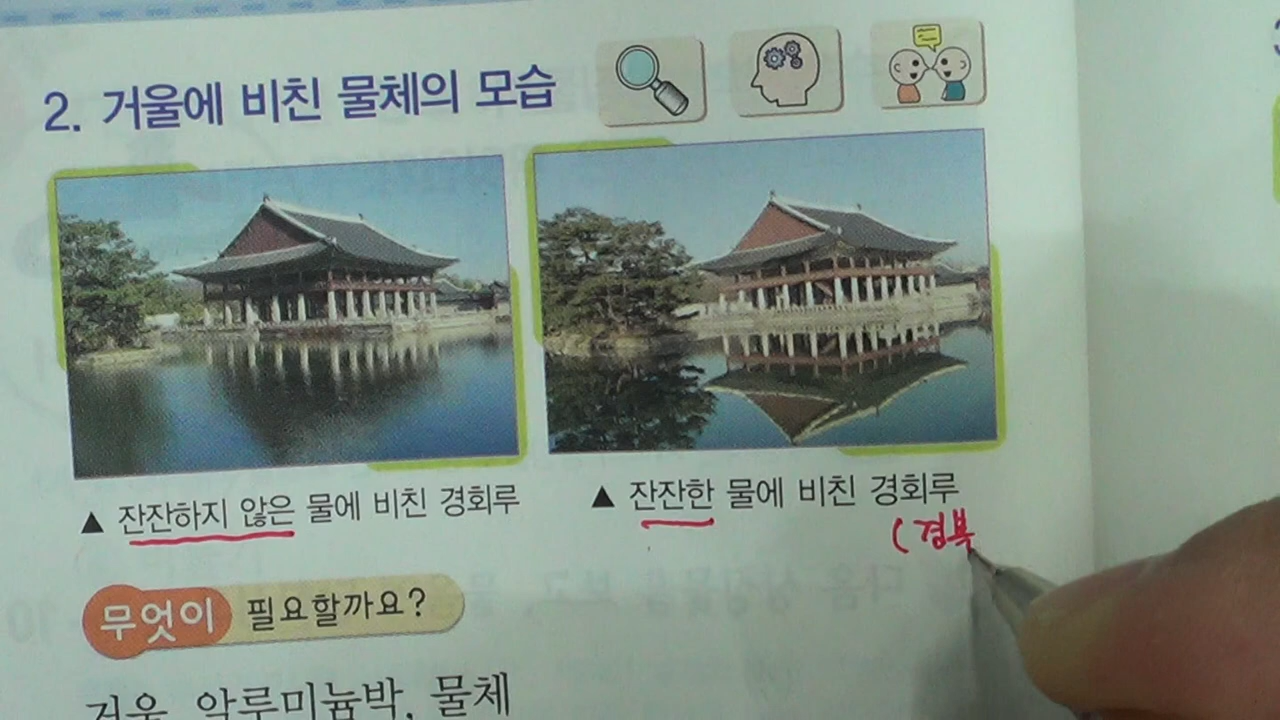 2. 거울에 비친 물체의 모습
▲ 잔잔하지 않은 물에 비친 경회루
▲ 잔잔한 물에 비친 경회루
(경복
무엇이 필요할까요?
거울, 알루미늄박, 물체